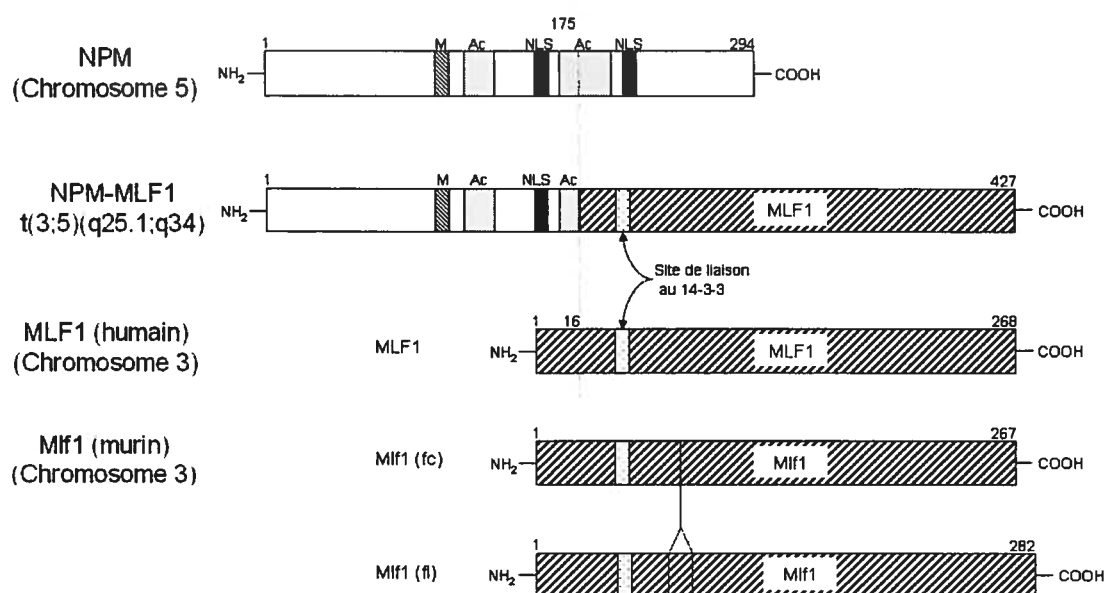 175
1 M Ac NLS Ac NLS 294
NPM
(Chromosome 5)
NH2 COOH
1 M Ac NLS Ac 427
NPM-MLF1
t(3;5)(q25.1;q34)
NH2 MLF1 COOH
Site de liaison
au 14-3-3
1 16 268
MLF1 (humain)
(Chromosome 3)
MLF1 NH2 MLF1 COOH
1 267
Mlf1 (murin)
(Chromosome 3)
Mlf1 (fc) NH2 Mlf1 COOH
1 282
Mlf1 (fl) NH2 Mlf1 COOH